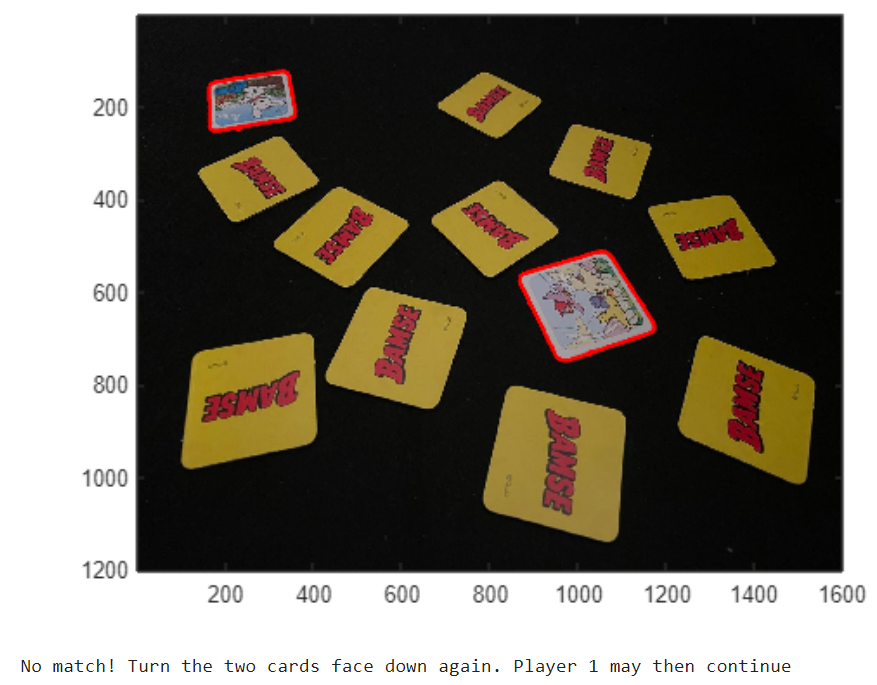 200
400
600
800
1000
1200
BAMSE
BAMSE
BAMSE
BAMSE
BAMSE
BAMSE
BAMSE
BAMSE
BAMSE
BAMSE
200 400 600 800 1000 1200 1400 1600
No match! Turn the two cards face down again. Player 1 may then continue